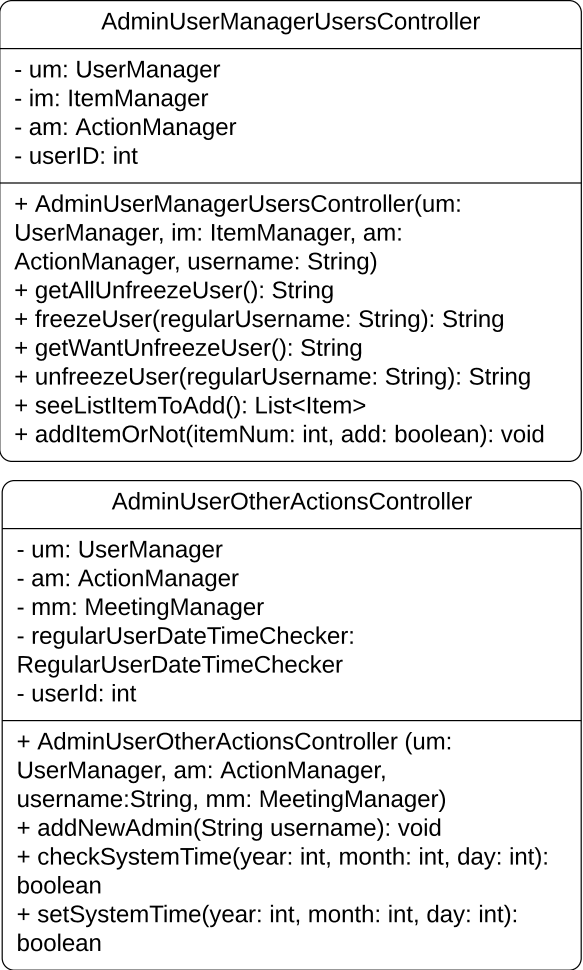 AdminUserManagerUsersController
- um: UserManager
- im: ItemManager
- am: ActionManager
- userID: int
+ AdminUserManagerUsersController(um:
UserManager, im: ItemManager, am:
ActionManager, username: String)
+ getAllUnfreezeUser(): String
+ freezeUser(regularUsername: String): String
+ getWantUnfreezeUser(): String
+ unfreezeUser(regularUsername: String): String
+ seeListItemToAdd(): List<Item>
+ addItemOrNot(itemNum: int, add: boolean): void
AdminUserOtherActionsController
- um: UserManager
- am: ActionManager
- mm: MeetingManager
- regularUserDateTimeChecker:
RegularUserDateTimeChecker
- userId: int
+ AdminUserOtherActionsController (um:
UserManager, am: ActionManager,
username:String, mm: MeetingManager)
+ addNewAdmin(String username): void
+ checkSystemTime(year: int, month: int, day: int):
boolean
+ setSystemTime(year: int, month: int, day: int):
boolean